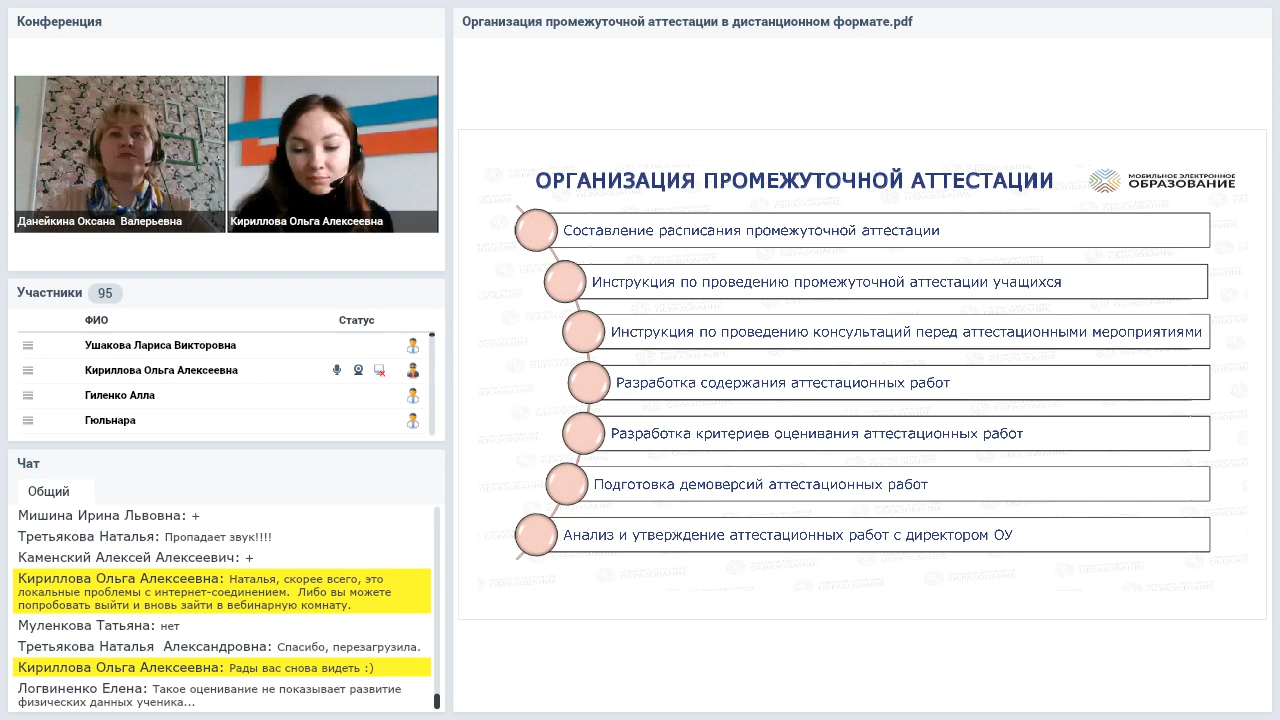 Конференция
Данейкина Оксана  Валерьевна
Кириллова Ольга Алексеевна
Участники 95
ФИО Статус
Ушакова Лариса Викторовна
Кириллова Ольга Алексеевна
Гиленко Алла
Гюльнара
Чат
Общий
Мишина Ирина Львовна: +
Третьякова Наталья: Пропадает звук!!!!
Каменский Алексей Алексеевич: +
Кириллова Ольга Алексеевна: Наталья, скорее всего, это
локальные проблемы с интернет-соединением.  Либо вы можете
попробовать выйти и вновь зайти в вебинарную комнату.
Муленкова Татьяна: нет
Третьякова Наталья  Александровна: Спасибо, перезагрузила.
Кириллова Ольга Алексеевна: Рады вас снова видеть :)
Логвиненко Елена: Такое оценивание не показывает развитие
физических данных ученика...
Организация промежуточной аттестации в дистанционном формате.pdf
ОРГАНИЗАЦИЯ ПРОМЕЖУТОЧНОЙ АТТЕСТАЦИИ
МОБИЛЬНОЕ ЭЛЕКТРОННОЕ
ОБРАЗОВАНИЕ
Составление расписания промежуточной аттестации
Инструкция по проведению промежуточной аттестации учащихся
Инструкция по проведению консультаций перед аттестационными мероприятиями
Разработка содержания аттестационных работ
Разработка критериев оценивания аттестационных работ
Подготовка демоверсий аттестационных работ
Анализ и утверждение аттестационных работ с директором ОУ